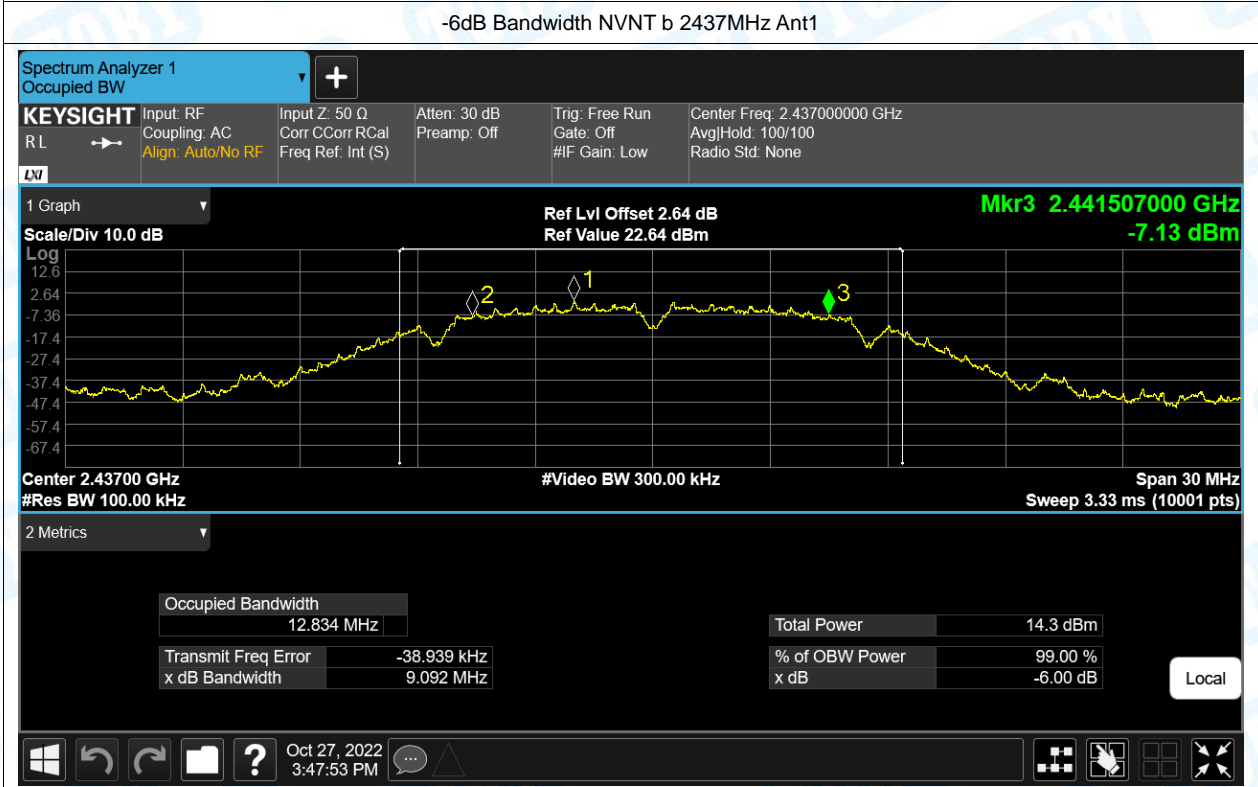 -6dB Bandwidth NVNT b 2437MHz Ant1
Spectrum Analyzer 1
Occupied BW
▼
+
KEYSIGHT
RL
LXI
Input: RF
Coupling: AC
Align: Auto/No RF
Input Z: 50 Ω
Corr CCorr RCal
Freq Ref: Int (S)
Atten: 30 dB
Preamp: Off
Trig: Free Run
Gate: Off
#IF Gain: Low
Center Freq: 2.437000000 GHz
Avg|Hold: 100/100
Radio Std: None
1 Graph ▼
Scale/Div 10.0 dB
Ref Lvl Offset 2.64 dB
Ref Value 22.64 dBm
Mkr3 2.441507000 GHz
-7.13 dBm
Log
12.6
2.64
-7.36
-17.4
-27.4
-37.4
-47.4
-57.4
-67.4
2
1
3
Center 2.43700 GHz
#Res BW 100.00 kHz
#Video BW 300.00 kHz
Span 30 MHz
Sweep 3.33 ms (10001 pts)
2 Metrics ▼
Occupied Bandwidth
12.834 MHz
Transmit Freq Error -38.939 kHz
x dB Bandwidth 9.092 MHz
Total Power 14.3 dBm
% of OBW Power 99.00 %
x dB -6.00 dB
Local
?
Oct 27, 2022
3:47:53 PM